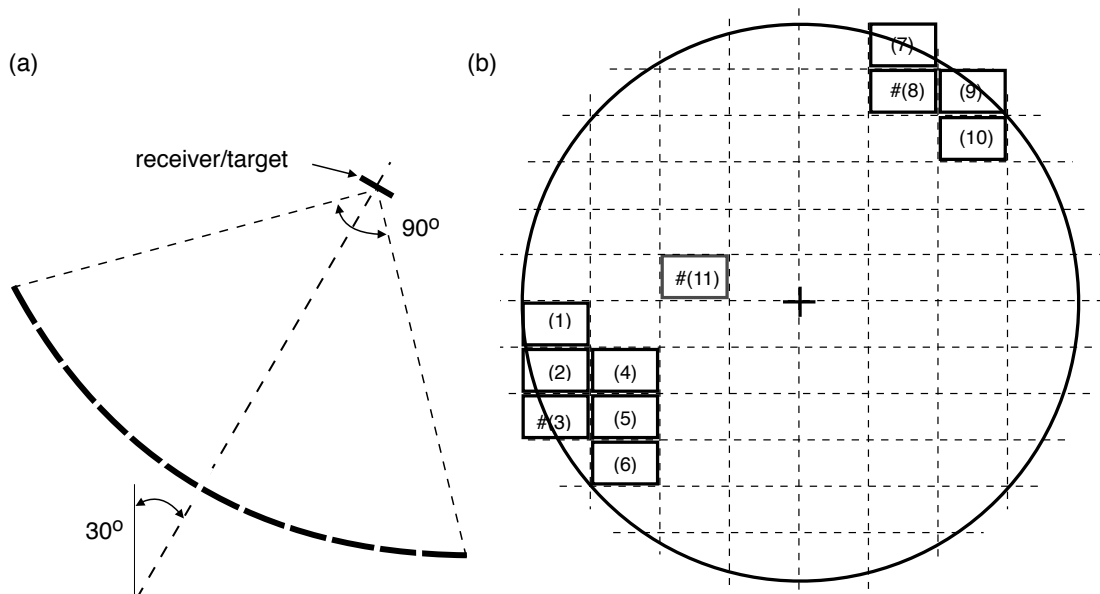 (a)
receiver/target
90º
30º
(b)
(7)
#(8)
(9)
(10)
#(11)
(1)
(2)
(4)
#(3)
(5)
(6)